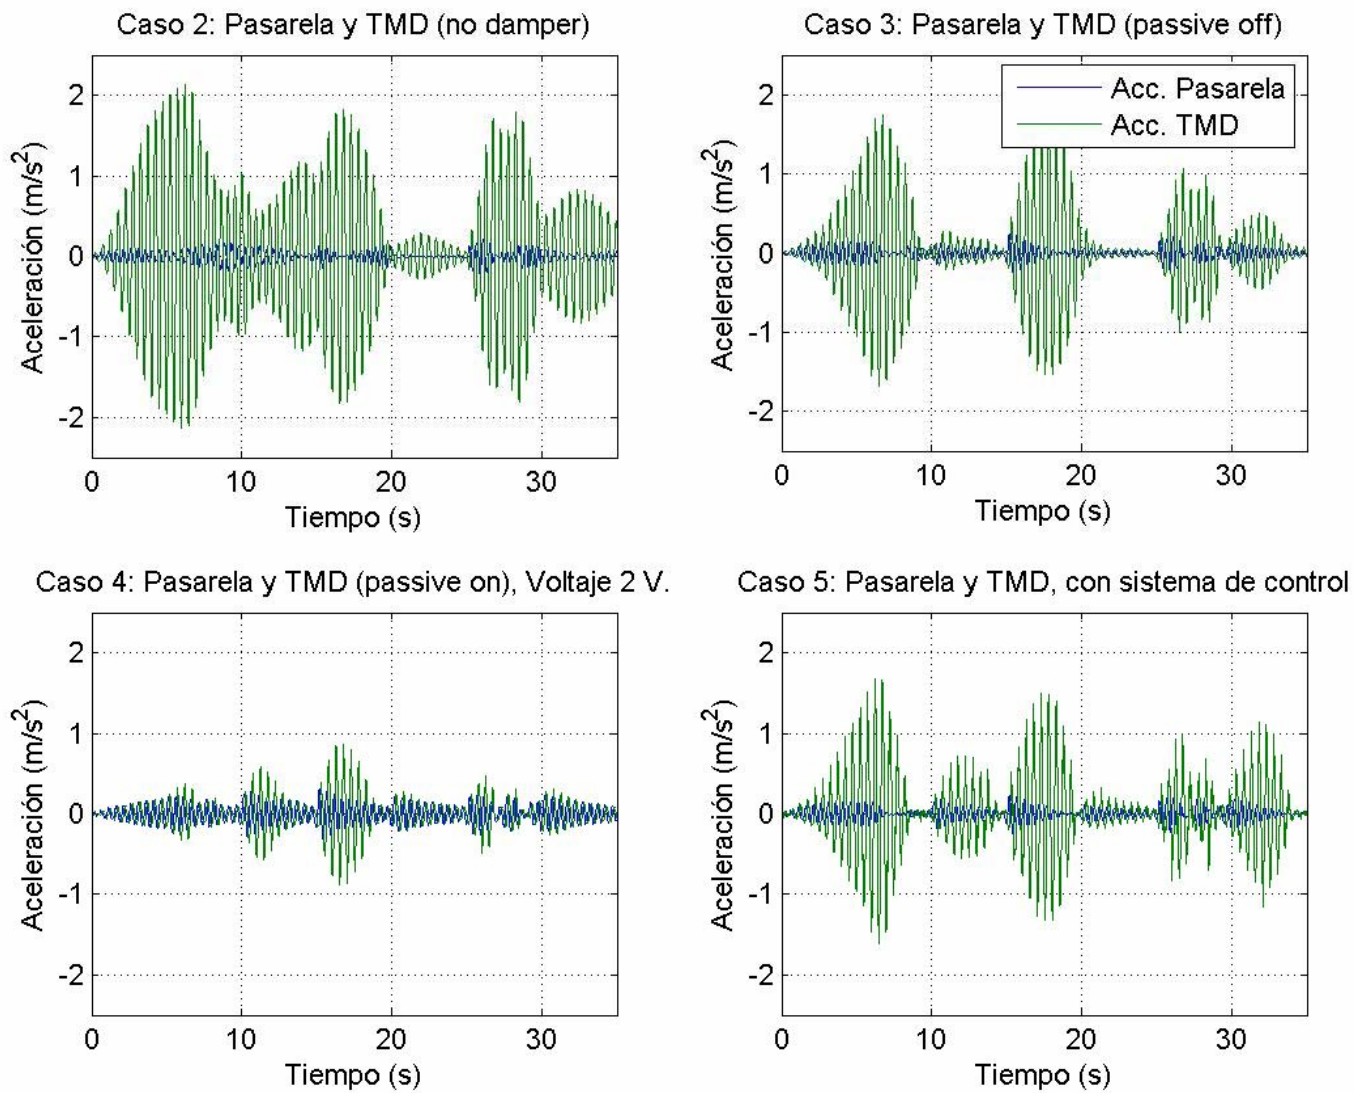 Caso 2: Pasarela y TMD (no damper)
2
1
0
-1
-2
Aceleración (m/s²)
0 10 20 30
Tiempo (s)
Caso 3: Pasarela y TMD (passive off)
Acc. Pasarela
Acc. TMD
2
1
0
-1
-2
Aceleración (m/s²)
0 10 20 30
Tiempo (s)
Caso 4: Pasarela y TMD (passive on), Voltaje 2 V.
2
1
0
-1
-2
Aceleración (m/s²)
0 10 20 30
Tiempo (s)
Caso 5: Pasarela y TMD, con sistema de control
2
1
0
-1
-2
Aceleración (m/s²)
0 10 20 30
Tiempo (s)